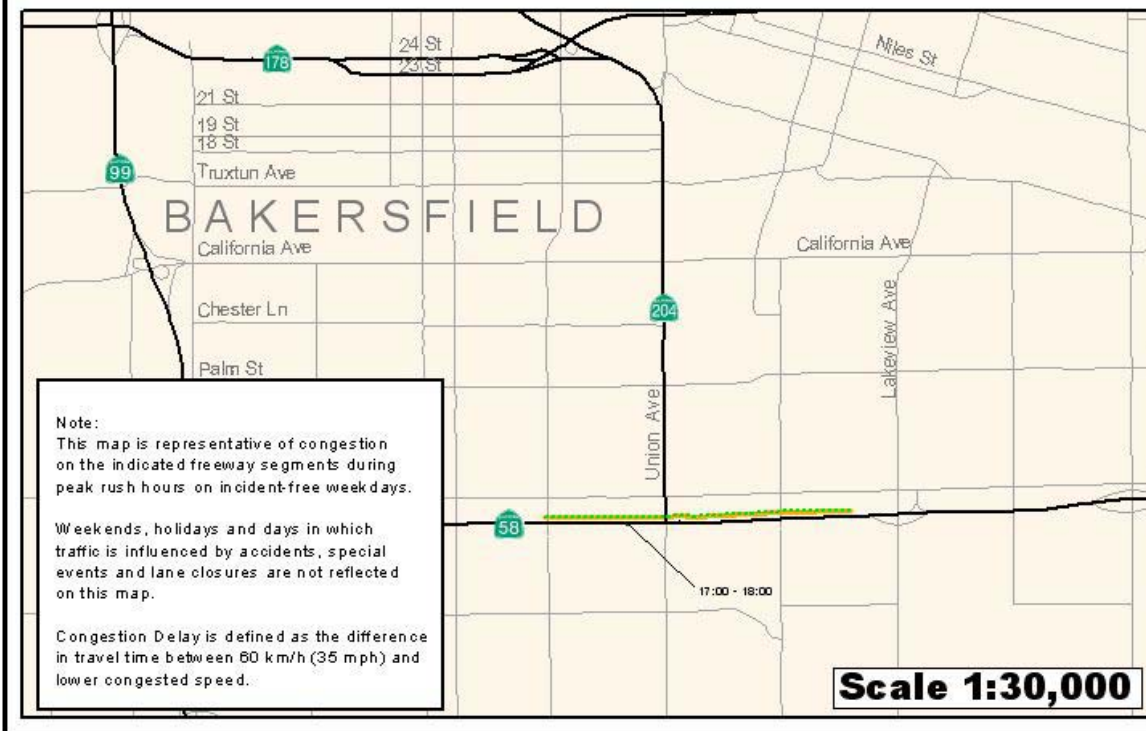 24 St
Niles St
178
23 St
21 St
19 St
18 St
99
Truxtun Ave
BAKERSFIELD
California Ave
California Ave
Chester Ln
204
Lakeview Ave
Palm St
Union Ave
Note:
This map is representative of congestion
on the indicated freeway segments during
peak rush hours on incident-free weekdays.
Weekends, holidays and days in which
traffic is influenced by accidents, special
events and lane closures are not reflected
on this map.
Congestion Delay is defined as the difference
in travel time between 60 km/h (35 mph) and
lower congested speed.
58
17:00 - 18:00
Scale 1:30,000